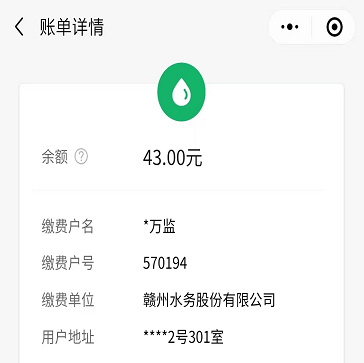 账单详情
余额 43.00元
缴费户名 *万监
缴费户号 570194
缴费单位 赣州水务股份有限公司
用户地址 ****2号301室